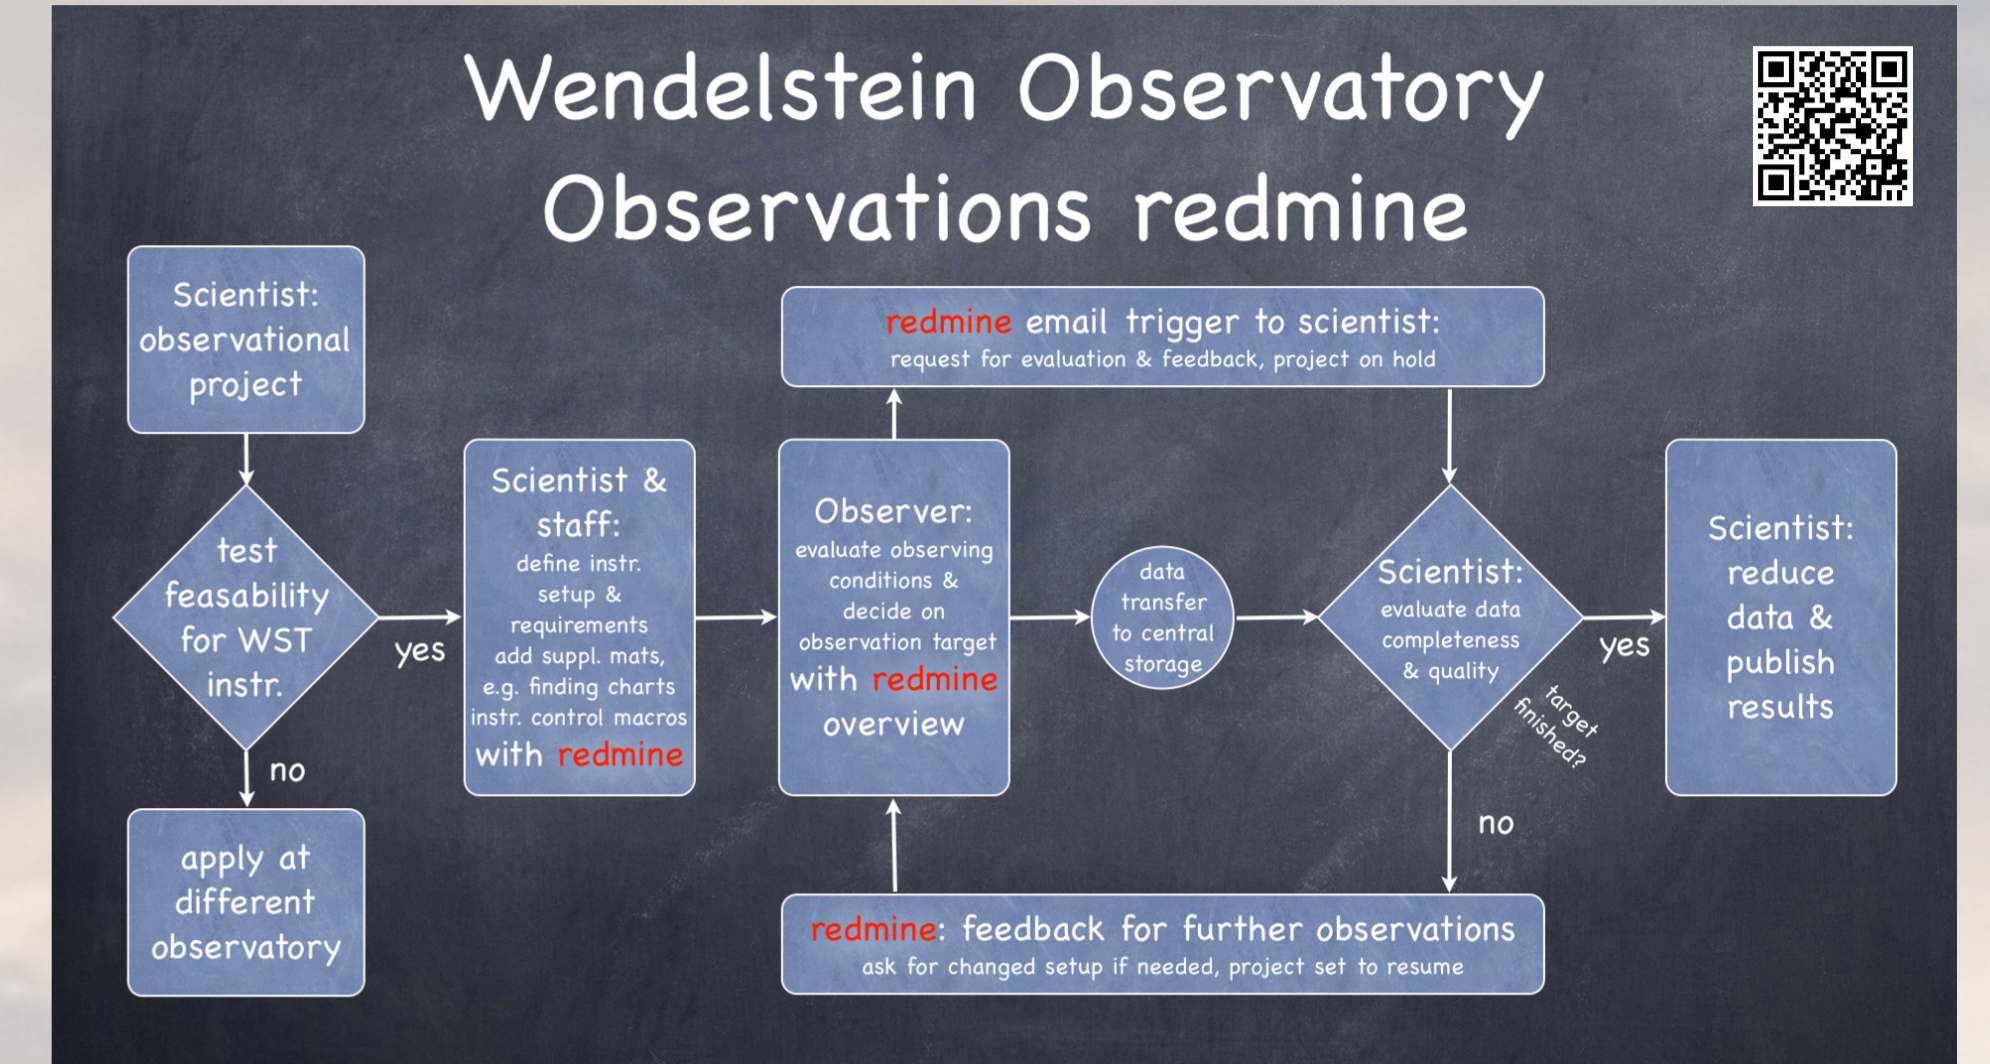 Wendelstein Observatory
Observations redmine
Scientist:
observational
project
test
feasability
for WST
instr.
yes
no
apply at
different
observatory
Scientist &
staff:
define instr.
setup &
requirements
add suppl. mats,
e.g. finding charts
instr. control macros
with redmine
redmine email trigger to scientist:
request for evaluation & feedback, project on hold
Observer:
evaluate observing
conditions &
decide on
observation target
with redmine
overview
data
transfer
to central
storage
Scientist:
evaluate data
completeness
& quality
target
finished?
yes
no
redmine: feedback for further observations
ask for changed setup if needed, project set to resume
Scientist:
reduce
data &
publish
results